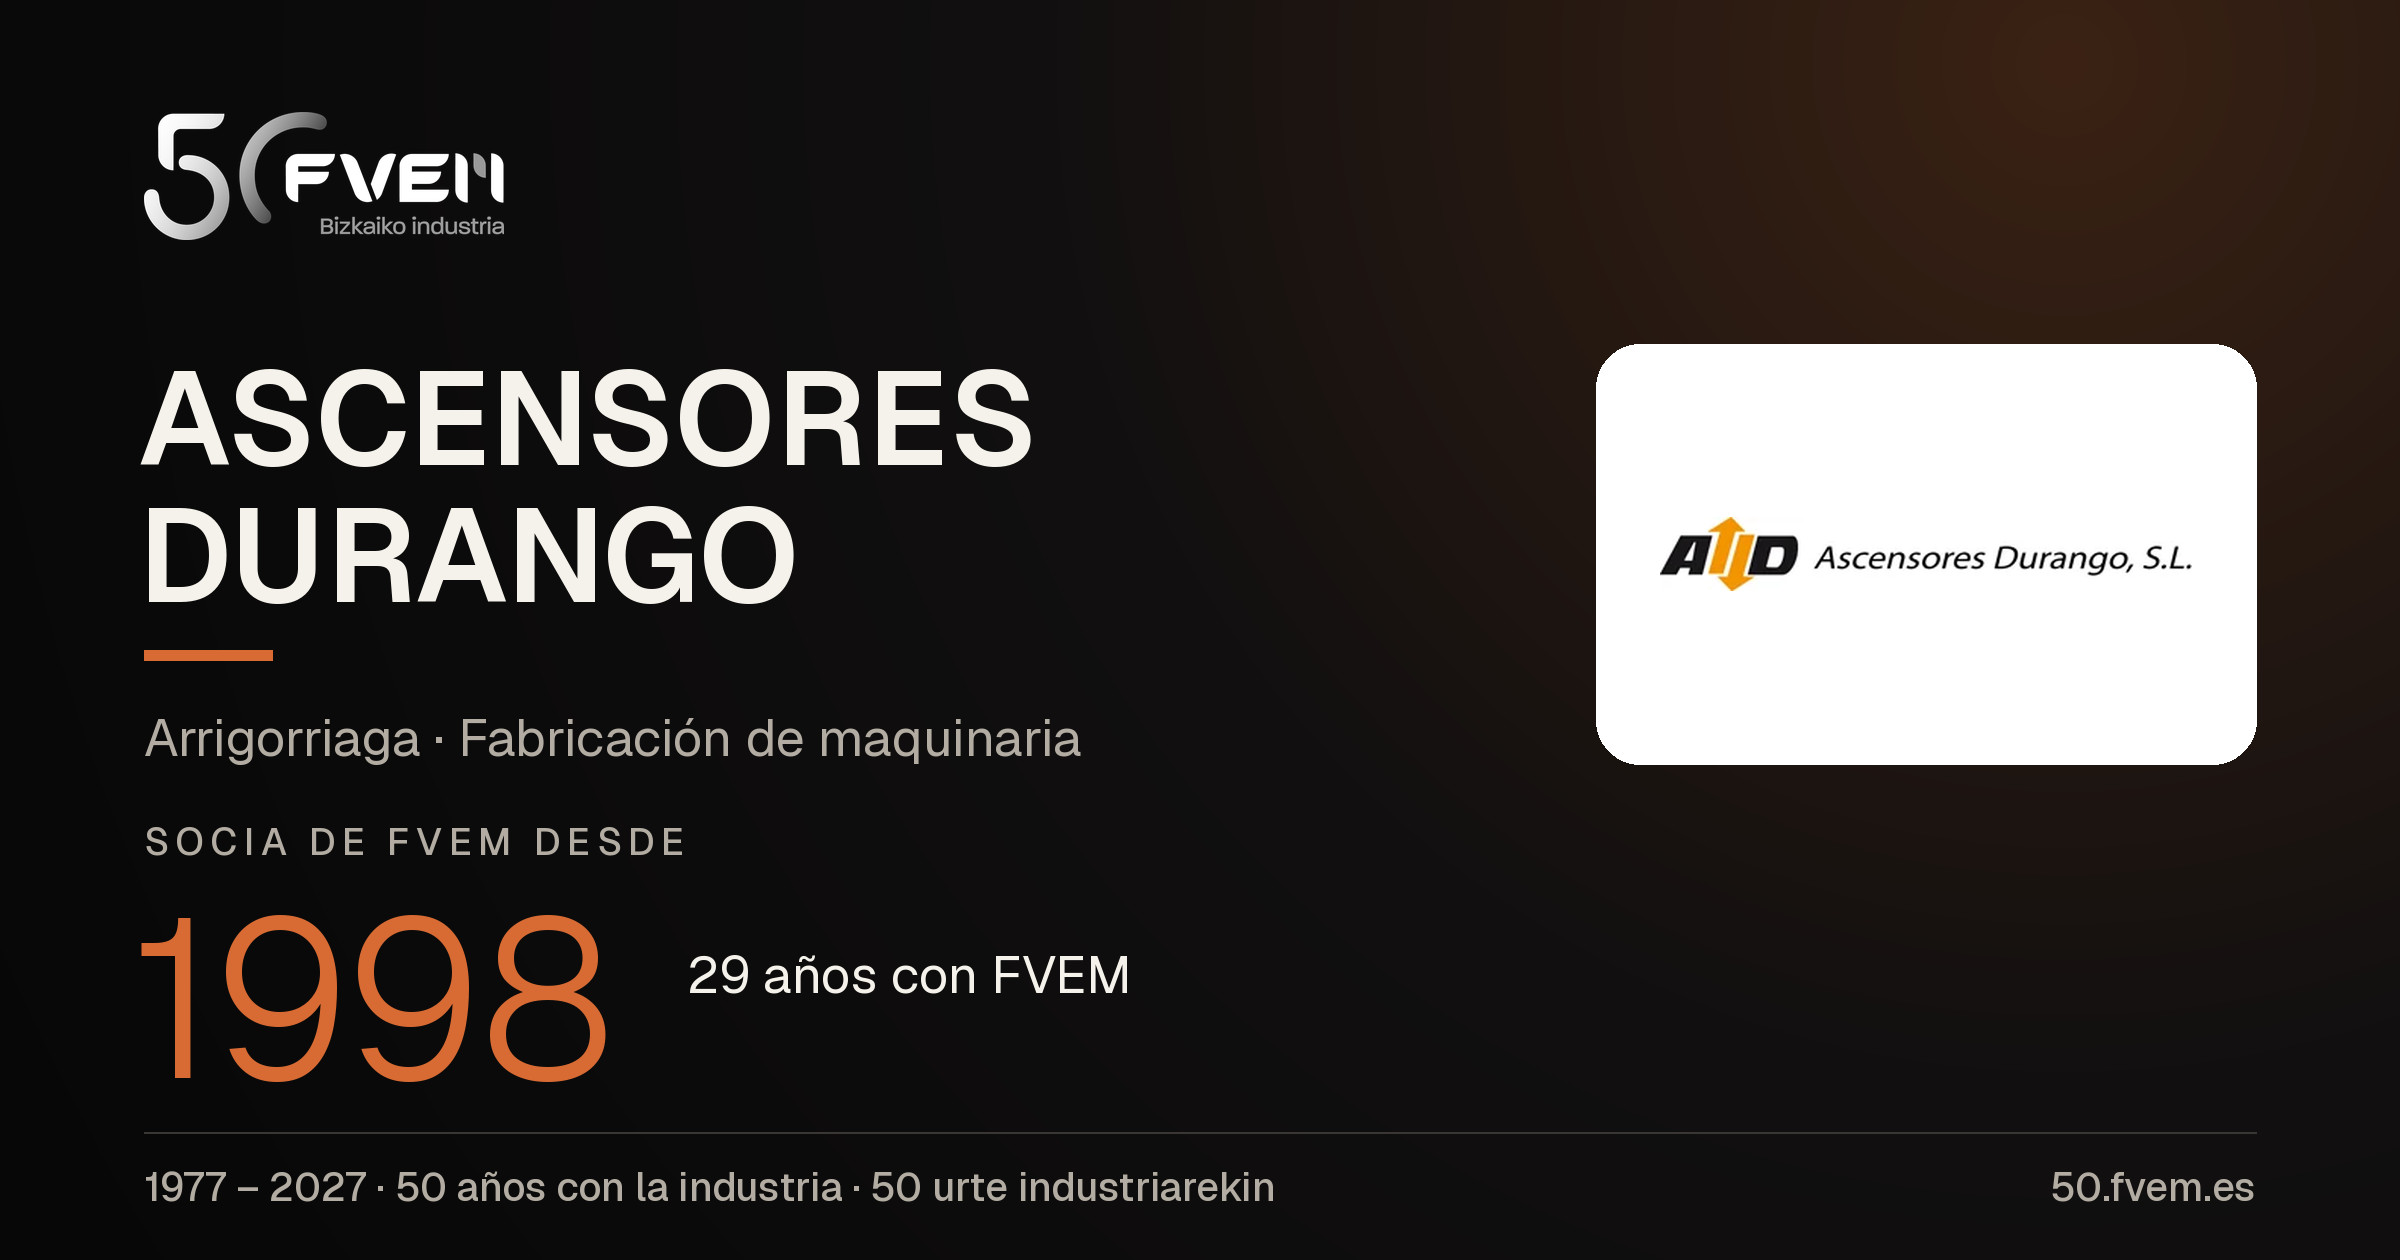 50 FVEM
Bizkaiko industria
ASCENSORES
DURANGO
AD Ascensores Durango, S.L.
Arrigorriaga · Fabricación de maquinaria
SOCIA DE FVEM DESDE
1998
29 años con FVEM
1977 – 2027 · 50 años con la industria · 50 urte industriarekin
50.fvem.es